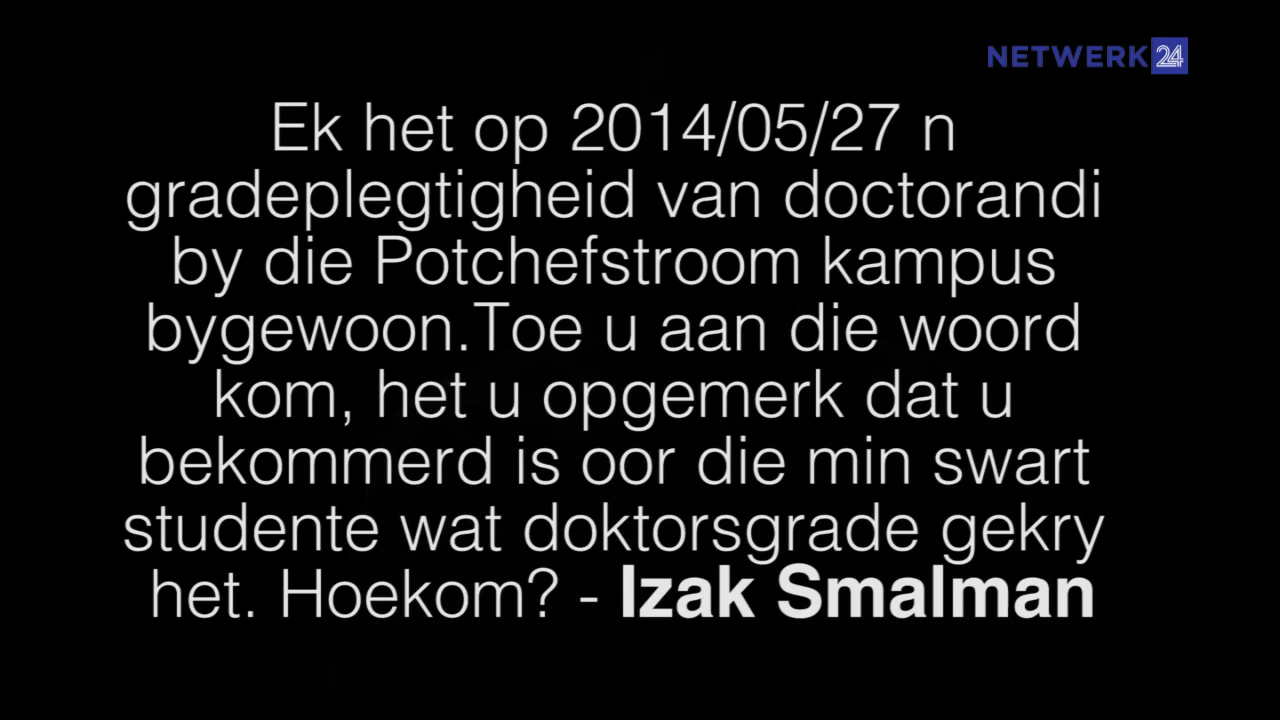 NETWERK24
Ek het op 2014/05/27 n
gradeplegtigheid van doctorandi
by die Potchefstroom kampus
bygewoon.Toe u aan die woord
kom, het u opgemerk dat u
bekommerd is oor die min swart
studente wat doktorsgrade gekry
het. Hoekom? - Izak Smalman